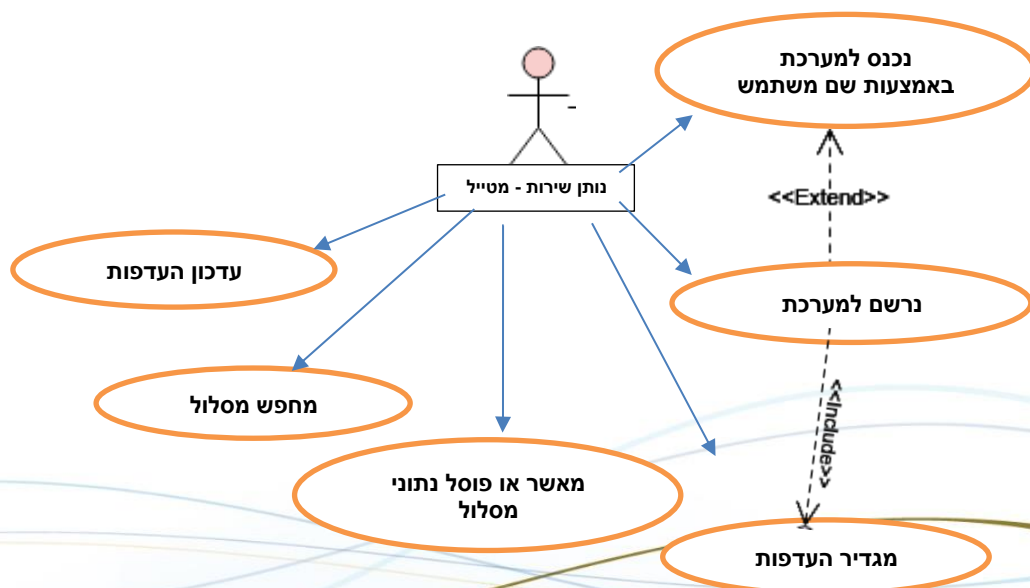 נכנס למערכת
באמצעות שם משתמש
נותן שירות - מטייל
<<Extend>>
עדכון העדפות
נרשם למערכת
מחפש מסלול
<<Include>>
מאשר או פוסל נתוני
מסלול
מגדיר העדפות